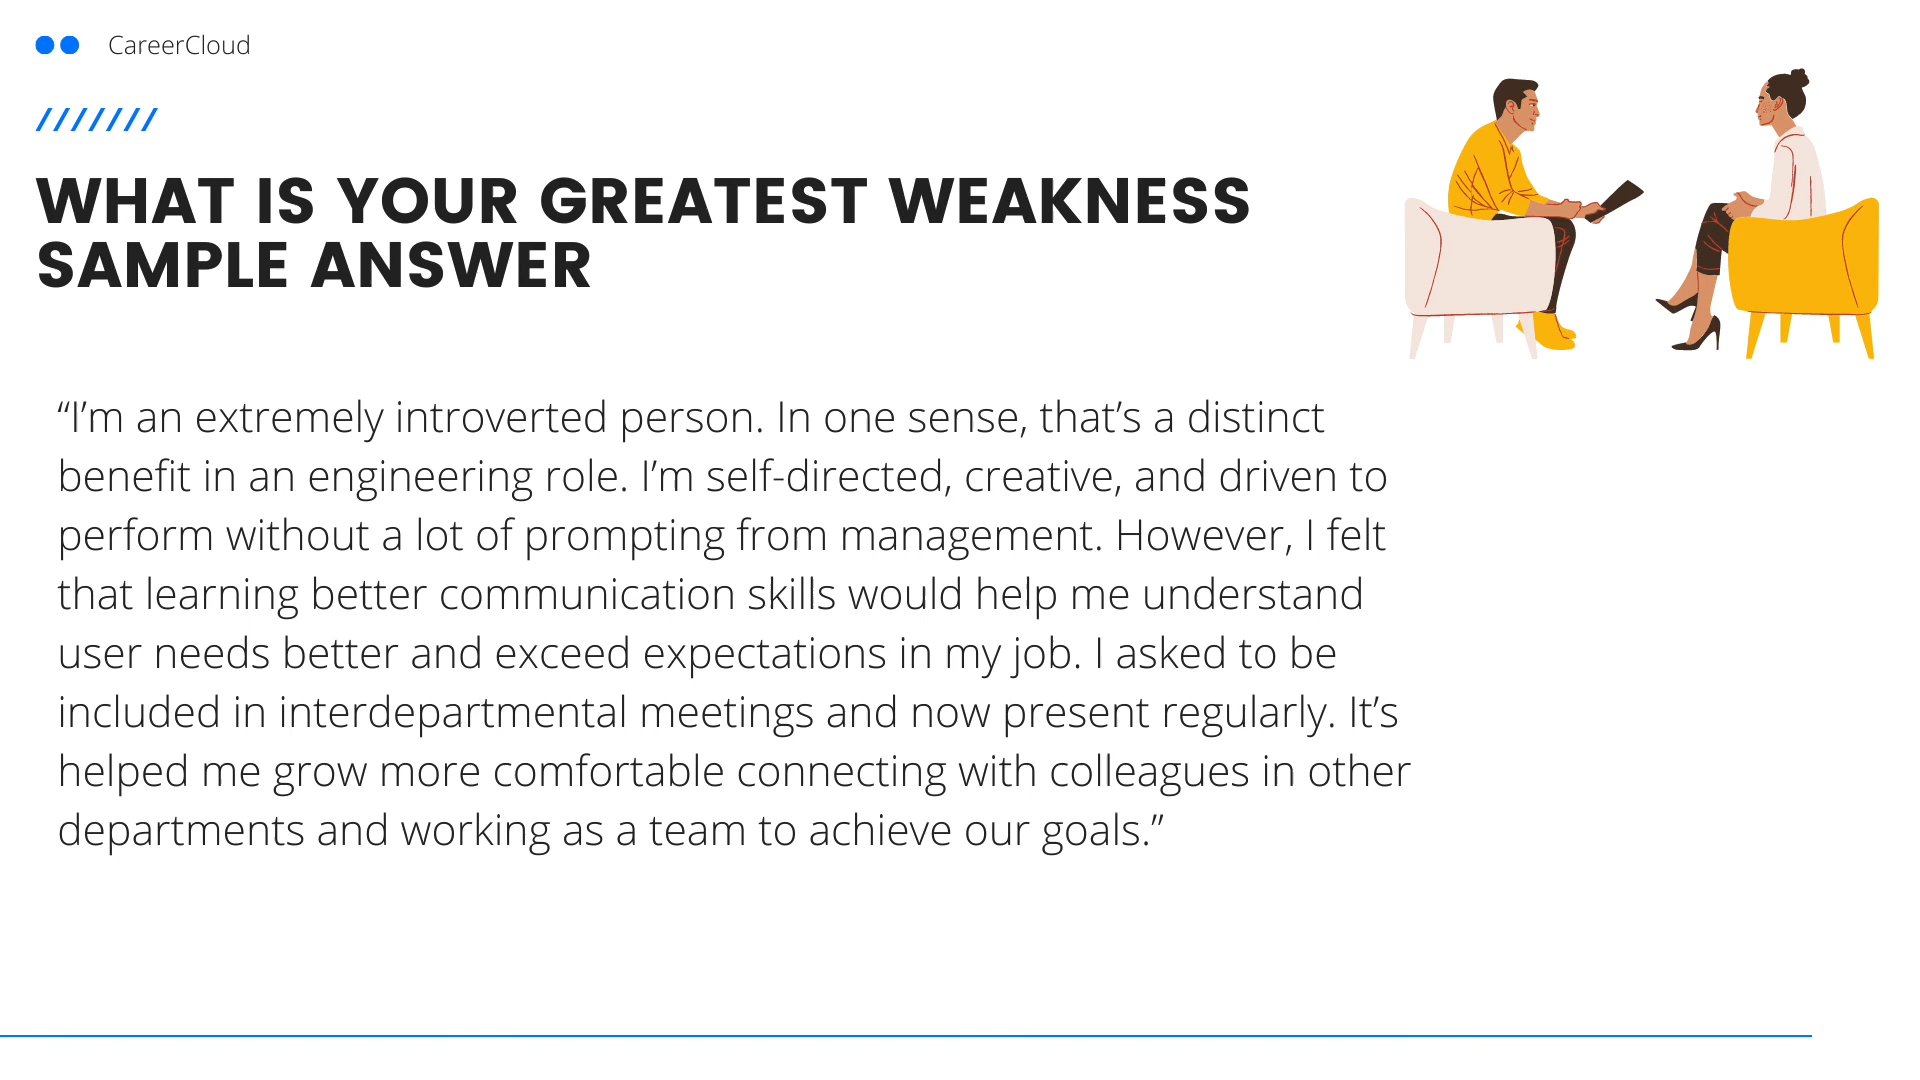 CareerCloud
WHAT IS YOUR GREATEST WEAKNESS
SAMPLE ANSWER
“I’m an extremely introverted person. In one sense, that’s a distinct
benefit in an engineering role. I’m self-directed, creative, and driven to
perform without a lot of prompting from management. However, I felt
that learning better communication skills would help me understand
user needs better and exceed expectations in my job. I asked to be
included in interdepartmental meetings and now present regularly. It’s
helped me grow more comfortable connecting with colleagues in other
departments and working as a team to achieve our goals.”